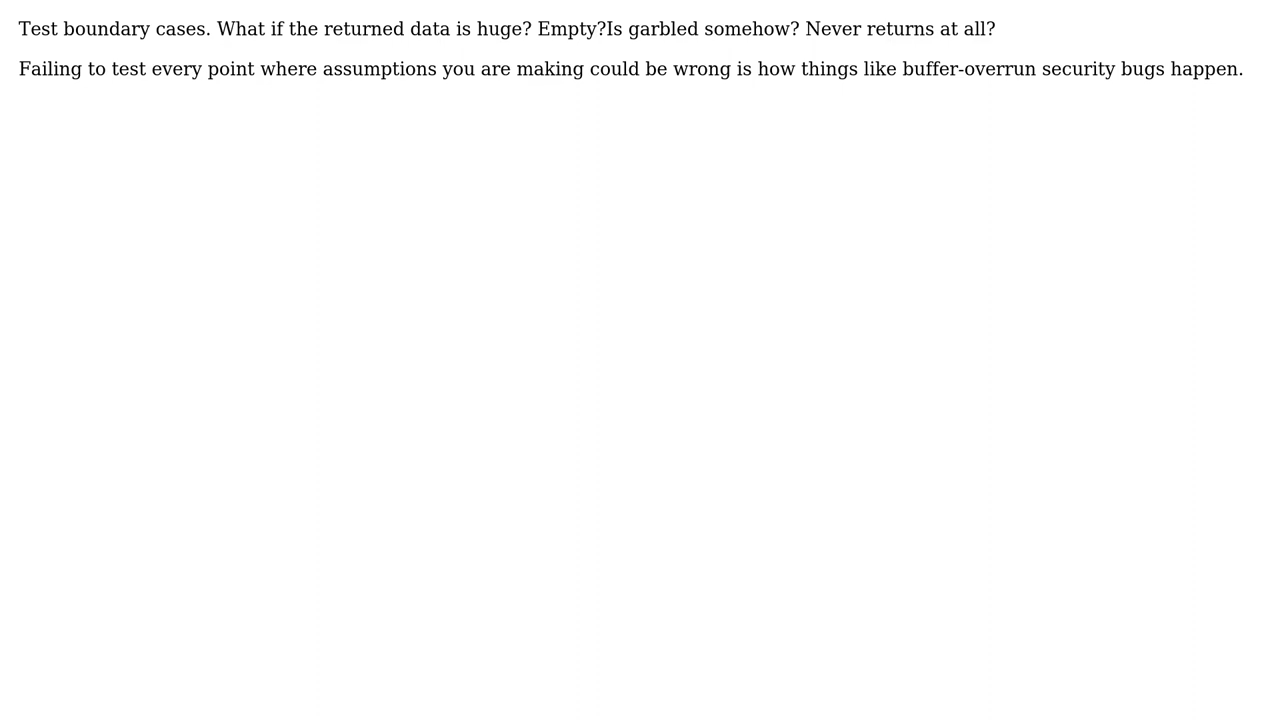 Test boundary cases. What if the returned data is huge? Empty?Is garbled somehow? Never returns at all?
Failing to test every point where assumptions you are making could be wrong is how things like buffer-overrun security bugs happen.